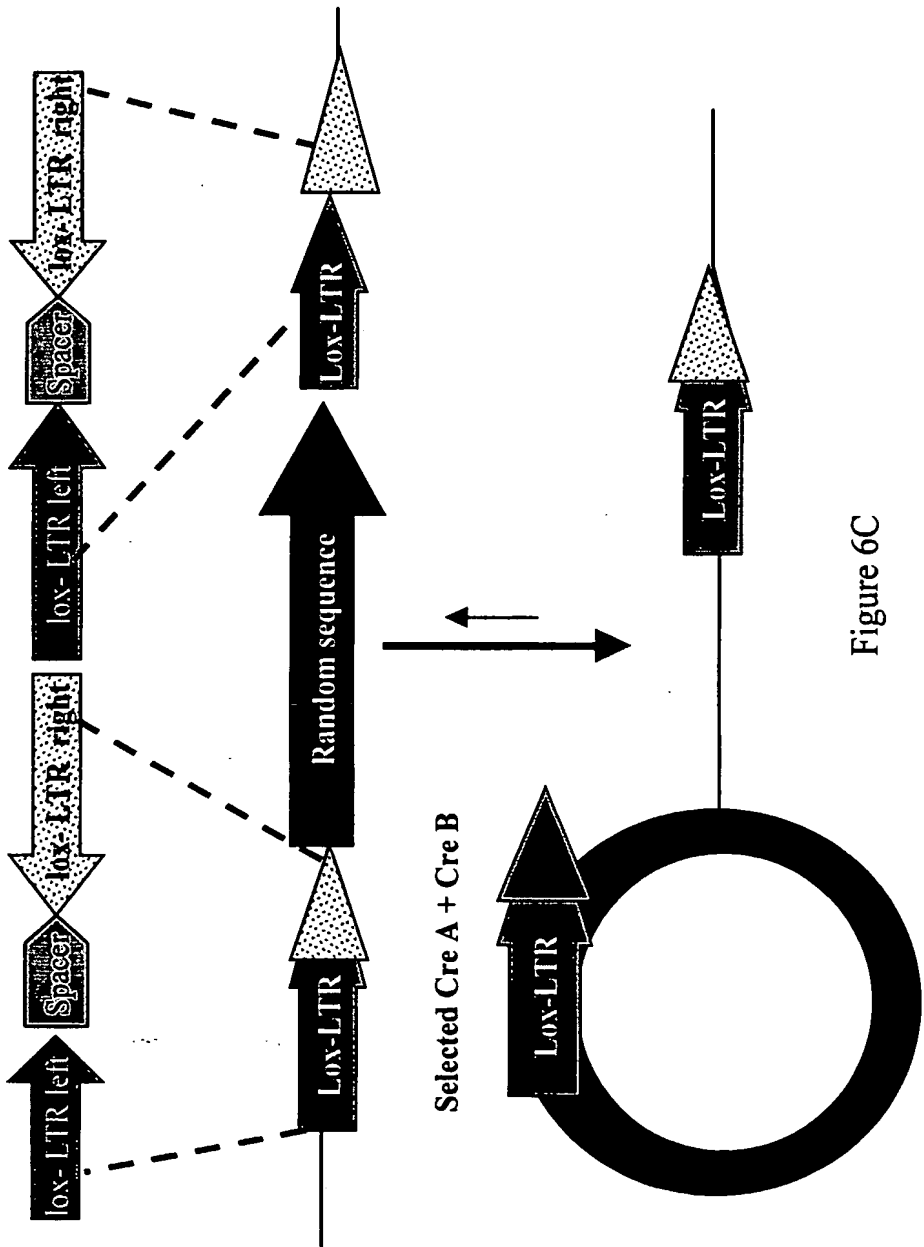 lox- LTR left
Spacer
lox- LTR right
lox- LTR left
Spacer
lox- LTR right
Lox-LTR
Random sequence
Lox-LTR
Selected Cre A + Cre B
Lox-LTR
Lox-LTR
Figure 6C